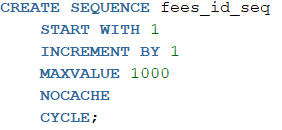 CREATE SEQUENCE fees_id_seq
START WITH 1
INCREMENT BY 1
MAXVALUE 1000
NOCACHE
CYCLE;